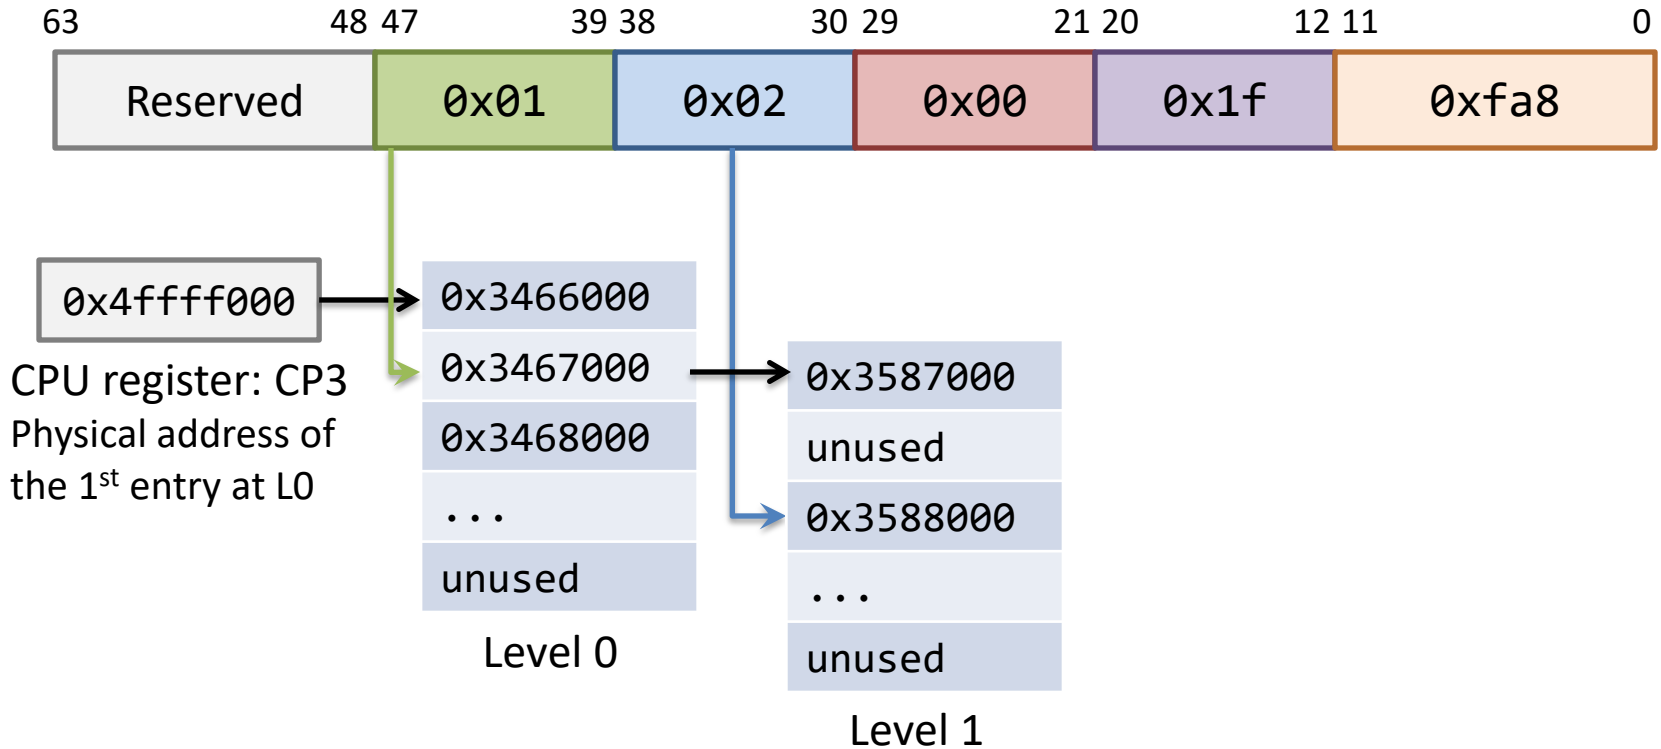 63 48 47 39 38 30 29 21 20 12 11 0
Reserved 0x01 0x02 0x00 0x1f 0xfa8
0x4ffff000
CPU register: CP3
Physical address of
the 1st entry at L0
0x3466000
0x3467000
0x3468000
...
unused
Level 0
0x3587000
unused
0x3588000
...
unused
Level 1